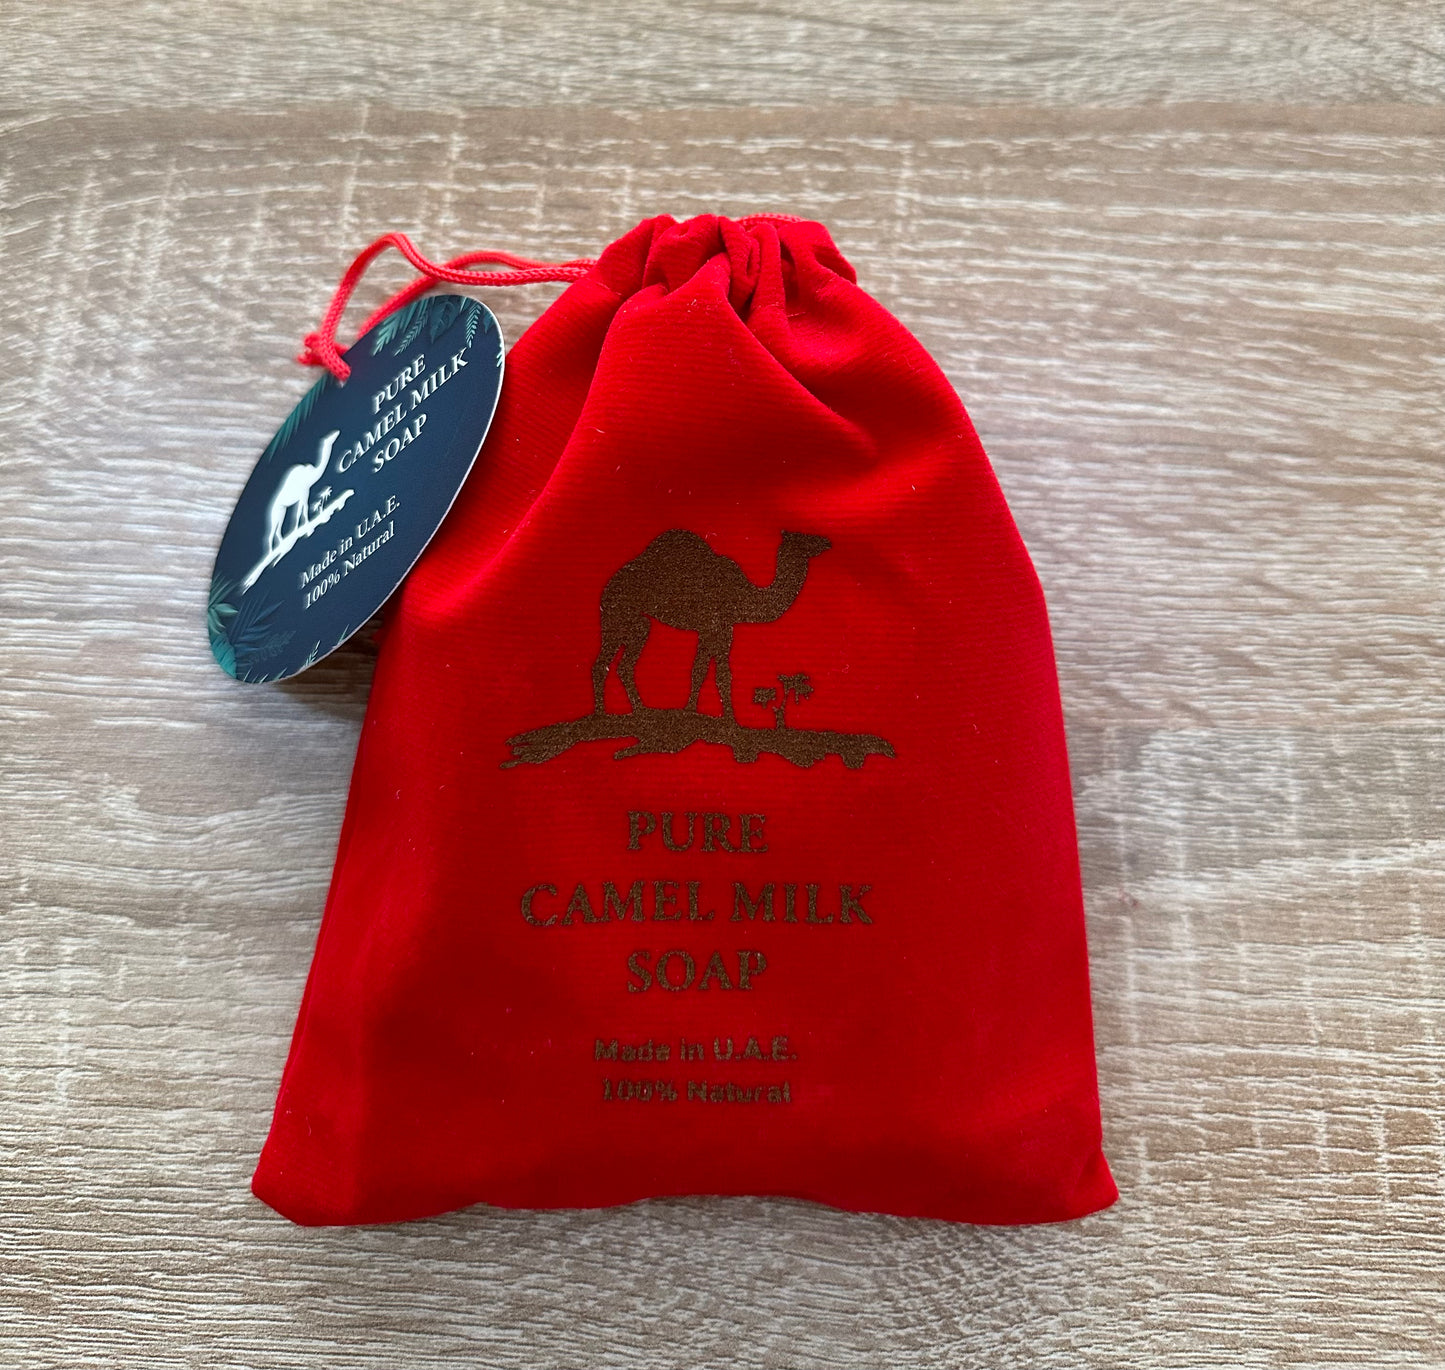 PURE
CAMEL MILK
SOAP
Made in U.A.E.
100% Natural
PURE
CAMEL MILK
SOAP
Made in U.A.E.
100% Natural